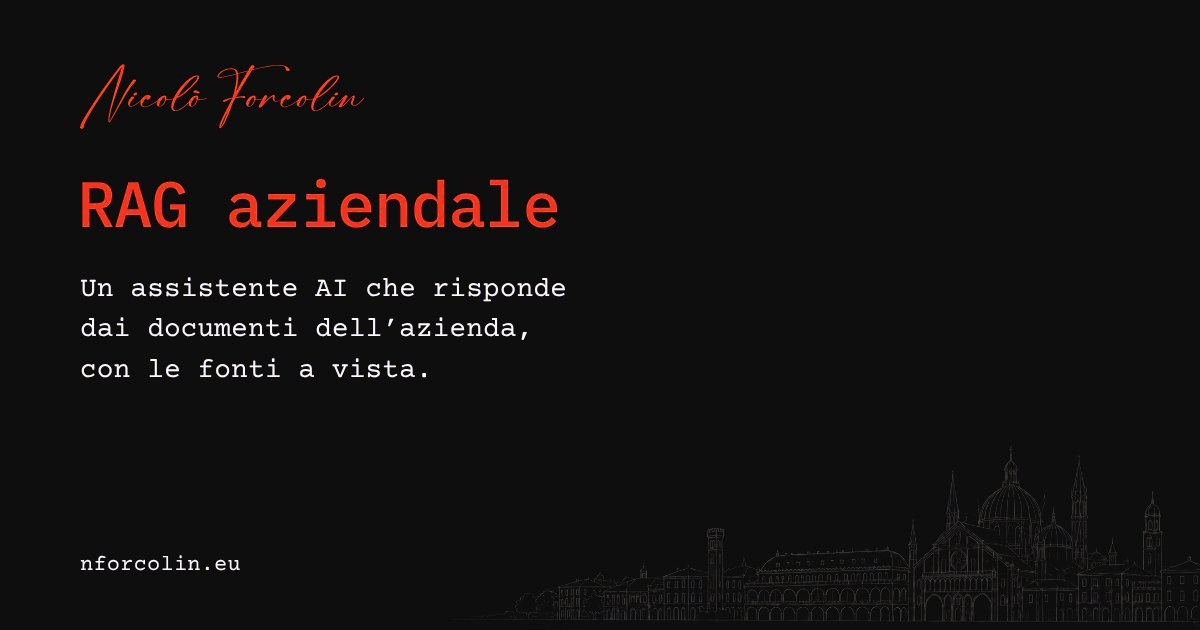 Nicolò Forcolin
RAG aziendale
Un assistente AI che risponde
dai documenti dell’azienda,
con le fonti a vista.
nforcolin.eu